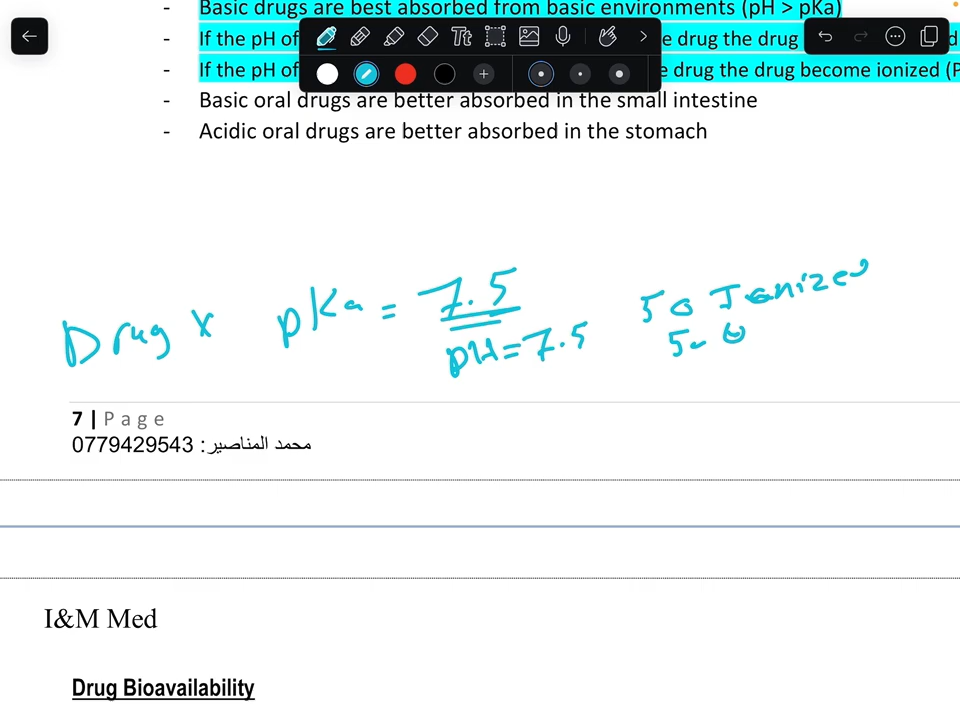 - Basic drugs are best absorbed from basic environments (pH > pKa)
- If the pH of e drug the drug
- If the pH of e drug the drug become ionized (P
- Basic oral drugs are better absorbed in the small intestine
- Acidic oral drugs are better absorbed in the stomach
Drug x pKa = 7.5 50 Ionized
pH = 7.5 50
7 | Page
محمد المناصير: 0779429543
I&M Med
Drug Bioavailability